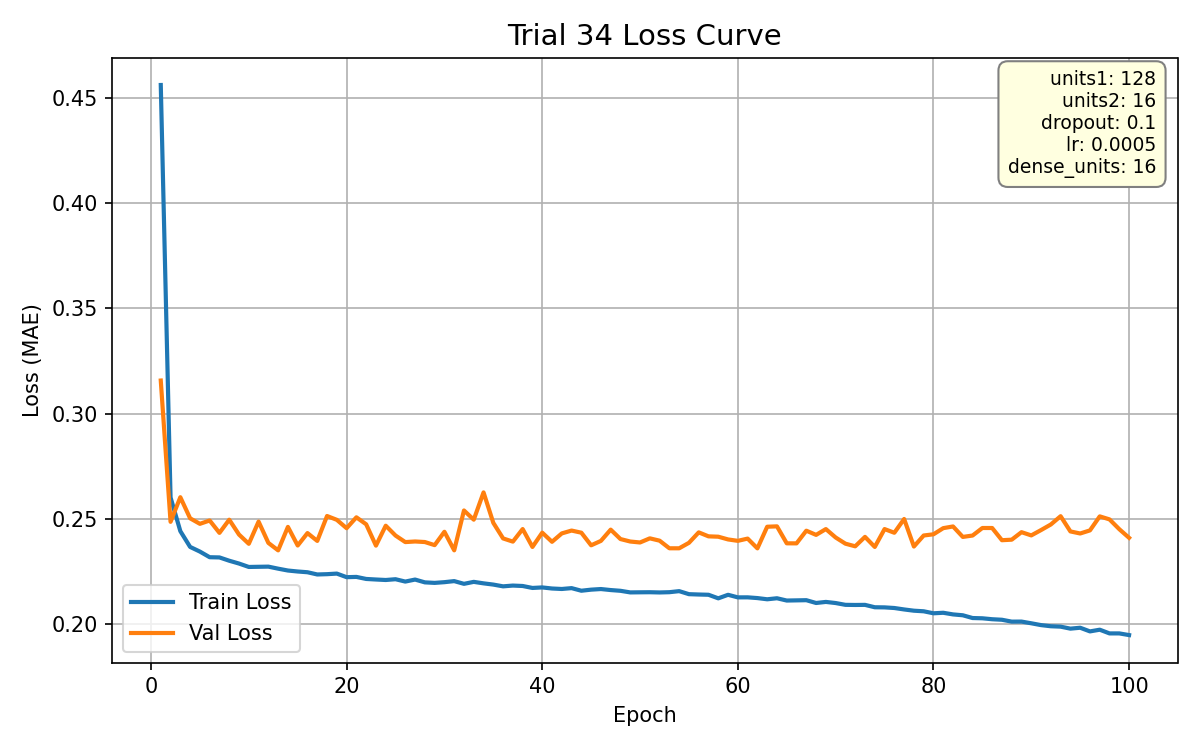 Trial 34 Loss Curve
units1: 128
units2: 16
dropout: 0.1
lr: 0.0005
dense_units: 16
Loss (MAE)
0.45
0.40
0.35
0.30
0.25
0.20
Train Loss
Val Loss
0 20 40 60 80 100
Epoch